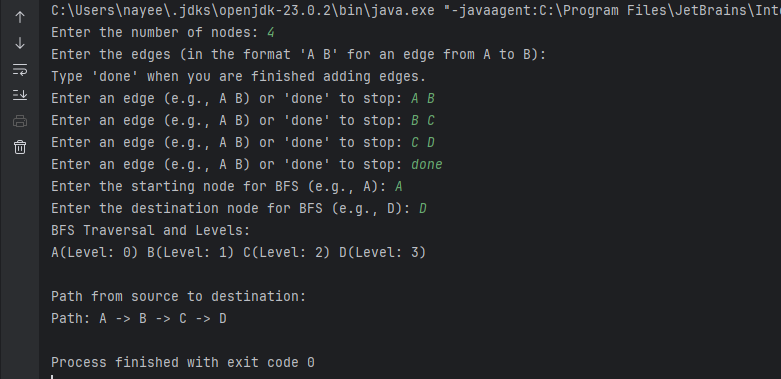 C:\Users\nayee\.jdks\openjdk-23.0.2\bin\java.exe "-javaagent:C:\Program Files\JetBrains\Inte
Enter the number of nodes: 4
Enter the edges (in the format 'A B' for an edge from A to B):
Type 'done' when you are finished adding edges.
Enter an edge (e.g., A B) or 'done' to stop: A B
Enter an edge (e.g., A B) or 'done' to stop: B C
Enter an edge (e.g., A B) or 'done' to stop: C D
Enter an edge (e.g., A B) or 'done' to stop: done
Enter the starting node for BFS (e.g., A): A
Enter the destination node for BFS (e.g., D): D
BFS Traversal and Levels:
A(Level: 0) B(Level: 1) C(Level: 2) D(Level: 3)
Path from source to destination:
Path: A -> B -> C -> D
Process finished with exit code 0